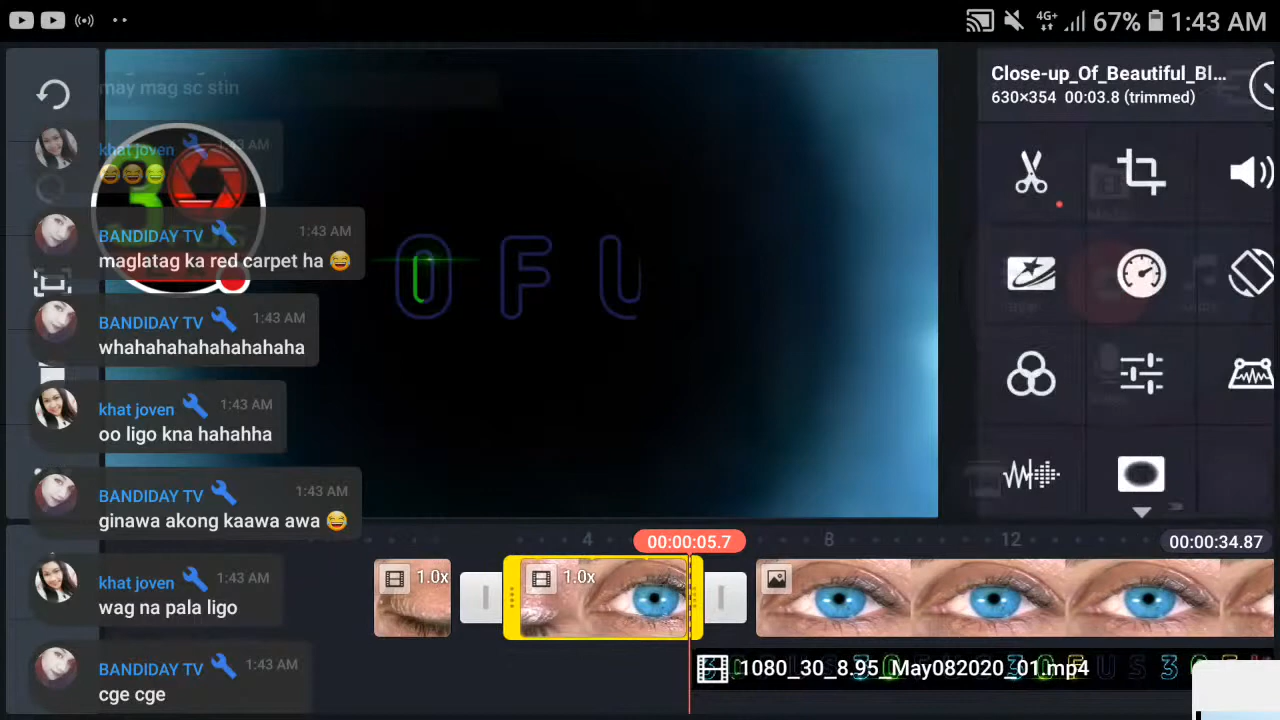 4G+ 67% 1:43 AM
Close-up_Of_Beautiful_Bl...
630×354 00:03.8 (trimmed)
may mag sc stin
khat joven 1:43 AM
BANDIDAY TV 1:43 AM
maglatag ka red carpet ha 😂
BANDIDAY TV 1:43 AM
whahahahahahahaha
khat joven 1:43 AM
oo ligo kna hahahha
BANDIDAY TV 1:43 AM
ginawa akong kaawa awa 😂
khat joven 1:43 AM
wag na pala ligo
BANDIDAY TV 1:43 AM
cge cge
O F U
4 00:00:05.7 8 12 00:00:34.87
1.0x 1.0x
1080_30_8.95_May082020_01.mp4